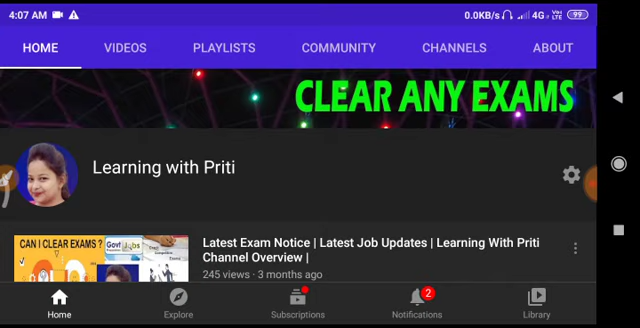 4:07 AM
0.0KB/s 4G 99
HOME VIDEOS PLAYLISTS COMMUNITY CHANNELS ABOUT
CLEAR ANY EXAMS
Learning with Priti
CAN I CLEAR EXAMS ?
Govt Jobs
Latest Exam Notice | Latest Job Updates | Learning With Priti
Channel Overview |
245 views · 3 months ago
2
Home Explore Subscriptions Notifications Library